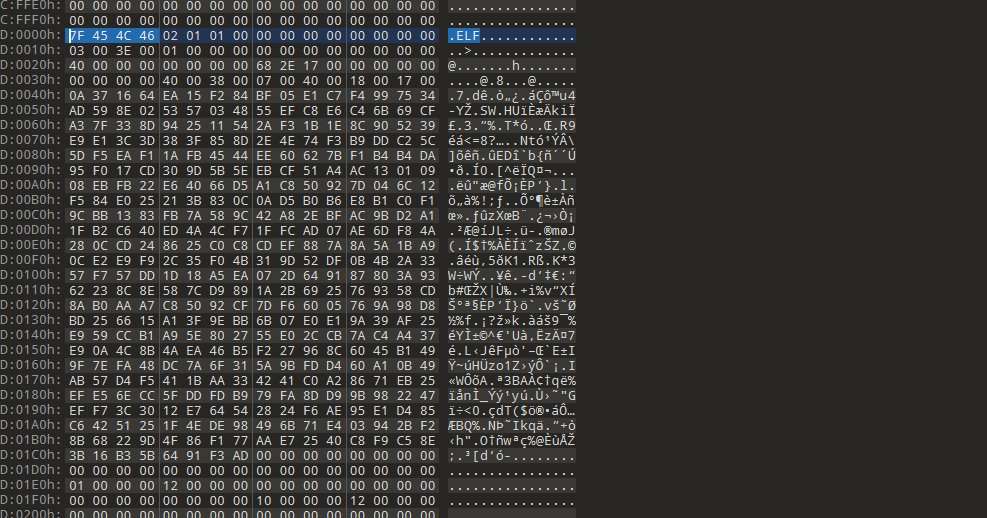 C:FFE0h: 00 00 00 00 00 00 00 00 00 00 00 00 00 00 00 00 ................
C:FFF0h: 00 00 00 00 00 00 00 00 00 00 00 00 00 00 00 00 ................
D:0000h: 7F 45 4C 46 02 01 01 00 00 00 00 00 00 00 00 00 .ELF............
D:0010h: 03 00 3E 00 01 00 00 00 00 00 00 00 00 00 00 00 ..>.............
D:0020h: 40 00 00 00 00 00 00 00 68 2E 17 00 00 00 00 00 @.......h.......
D:0030h: 00 00 00 00 40 00 38 00 07 00 40 00 18 00 17 00 ....@.8...@.....
D:0040h: 0A 37 16 64 EA 15 F2 84 BF 05 E1 C7 F4 99 75 34 .7.dê.ò„¿.áÇô™u4
D:0050h: AD 59 8E 02 53 57 03 48 55 EF C8 E6 C4 6B 69 CF -YŽ.SW.HUïÈæÄkiÏ
D:0060h: A3 7F 33 8D 94 25 11 54 2A F3 1B 1E 8C 90 52 39 £.3.”%.T*ó..Œ.R9
D:0070h: E9 E1 3C 3D 38 3F 85 8D 2E 4E 74 F3 B9 DD C2 5C éá<=8?….Ntó¹ÝÂ\
D:0080h: 5D F5 EA F1 1A FB 45 44 EE 60 62 7B F1 B4 B4 DA ]õêñ.ûEDî`b{ñ´´Ú
D:0090h: 95 F0 17 CD 30 9D 5B 5E EB CF 51 A4 AC 13 01 09 •ð.Í0.[^ëÏQ¤¬...
D:00A0h: 08 EB FB 22 E6 40 66 D5 A1 C8 50 92 7D 04 6C 12 .ëû"æ@fÕ¡ÈP’}.l.
D:00B0h: F5 84 E0 25 21 3B 83 0C 0A D5 B0 B6 E8 B1 C0 F1 õ„à%!;ƒ..Õ°¶è±Àñ
D:00C0h: 9C BB 13 83 FB 7A 58 9C 42 A8 2E BF AC 9B D2 A1 œ».ƒûzXœB¨.¿¬›Ò¡
D:00D0h: 1F B2 C6 40 ED 4A 4C F7 1F FC AD 07 AE 6D F8 4A .²Æ@íJL÷.ü-.®møJ
D:00E0h: 28 0C CD 24 86 25 C0 C8 CD EF 88 7A 8A 5A 1B A9 (.Í$†%ÀÈÍïˆzŠZ.©
D:00F0h: 0C E2 E9 F9 2C 35 F0 4B 31 9D 52 DF 0B 4B 2A 33 .âéù,5ðK1.Rß.K*3
D:0100h: 57 F7 57 DD 1D 18 A5 EA 07 2D 64 91 87 80 3A 93 W÷WÝ..¥ê.-d‘‡€:“
D:0110h: 62 23 8C 8E 58 7C D9 89 1A 2B 69 25 76 93 58 CD b#ŒŽX|Ù‰.+i%v“XÍ
D:0120h: 8A B0 AA A7 C8 50 92 CF 7D F6 60 05 76 9A 98 D8 Š°ª§ÈP’Ï}ö`.vš˜Ø
D:0130h: BD 25 66 15 A1 3F 9E BB 6B 07 E0 E1 9A 39 AF 25 ½%f.¡?ž»k.àáš9¯%
D:0140h: E9 59 CC B1 A9 5E 80 27 55 E0 2C CB 7A C4 A4 37 éYÌ±©^€'Uà,ËzÄ¤7
D:0150h: E9 0A 4C 8B 4A EA 46 B5 F2 27 96 8C 60 45 B1 49 é.L‹JêFµò'–Œ`E±I
D:0160h: 9F 7E FA 48 DC 7A 6F 31 5A 9B FD D4 60 A1 0B 49 Ÿ~úHÜzo1Z›ýÔ`¡.I
D:0170h: AB 57 D4 F5 41 1B AA 33 42 41 C0 A2 86 71 EB 25 «WÔõA.ª3BAÀ¢†që%
D:0180h: EF E5 6E CC 5F DD FD B9 79 FA 8D D9 9B 98 22 47 ïånÌ_Ýý¹yú.Ù›˜"G
D:0190h: EF F7 3C 30 12 E7 64 54 28 24 F6 AE 95 E1 D4 85 ï÷<0.çdT($ö®•áÔ…
D:01A0h: C6 42 51 25 1F 4E DE 98 49 6B 71 E4 03 94 2B F2 ÆBQ%.NÞ˜Ikqä.”+ò
D:01B0h: 8B 68 22 9D 4F 86 F1 77 AA E7 25 40 C8 F9 C5 8E ‹h".O†ñwªç%@ÈùÅŽ
D:01C0h: 3B 16 B3 5B 64 91 F3 AD 00 00 00 00 00 00 00 00 ;.³[d‘ó-........
D:01D0h: 00 00 00 00 00 00 00 00 00 00 00 00 00 00 00 00 ................
D:01E0h: 01 00 00 00 12 00 00 00 00 00 00 00 00 00 00 00 ................
D:01F0h: 00 00 00 00 00 00 00 00 10 00 00 00 12 00 00 00 ................
D:0200h: 00 00 00 00 00 00 00 00 00 00 00 00 00 00 00 00